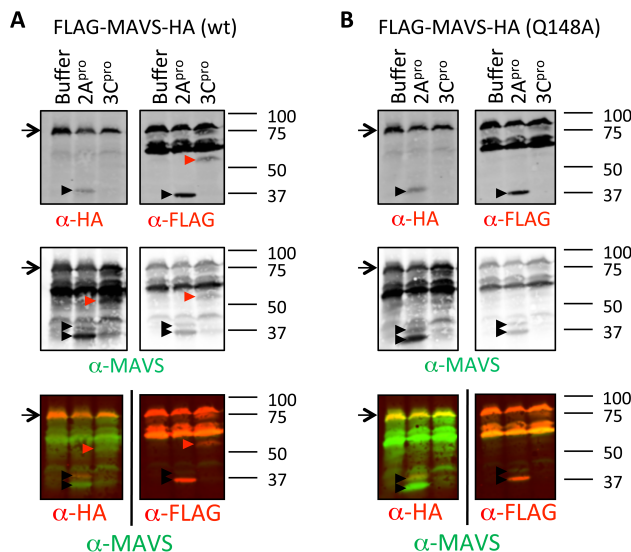 A FLAG-MAVS-HA (wt)
Buffer 2Apro 3Cpro Buffer 2Apro 3Cpro
100
75
50
37
α-HA α-FLAG
100
75
50
37
α-MAVS
100
75
50
37
α-HA α-FLAG
α-MAVS
B FLAG-MAVS-HA (Q148A)
Buffer 2Apro 3Cpro Buffer 2Apro 3Cpro
100
75
50
37
α-HA α-FLAG
100
75
50
37
α-MAVS
100
75
50
37
α-HA α-FLAG
α-MAVS